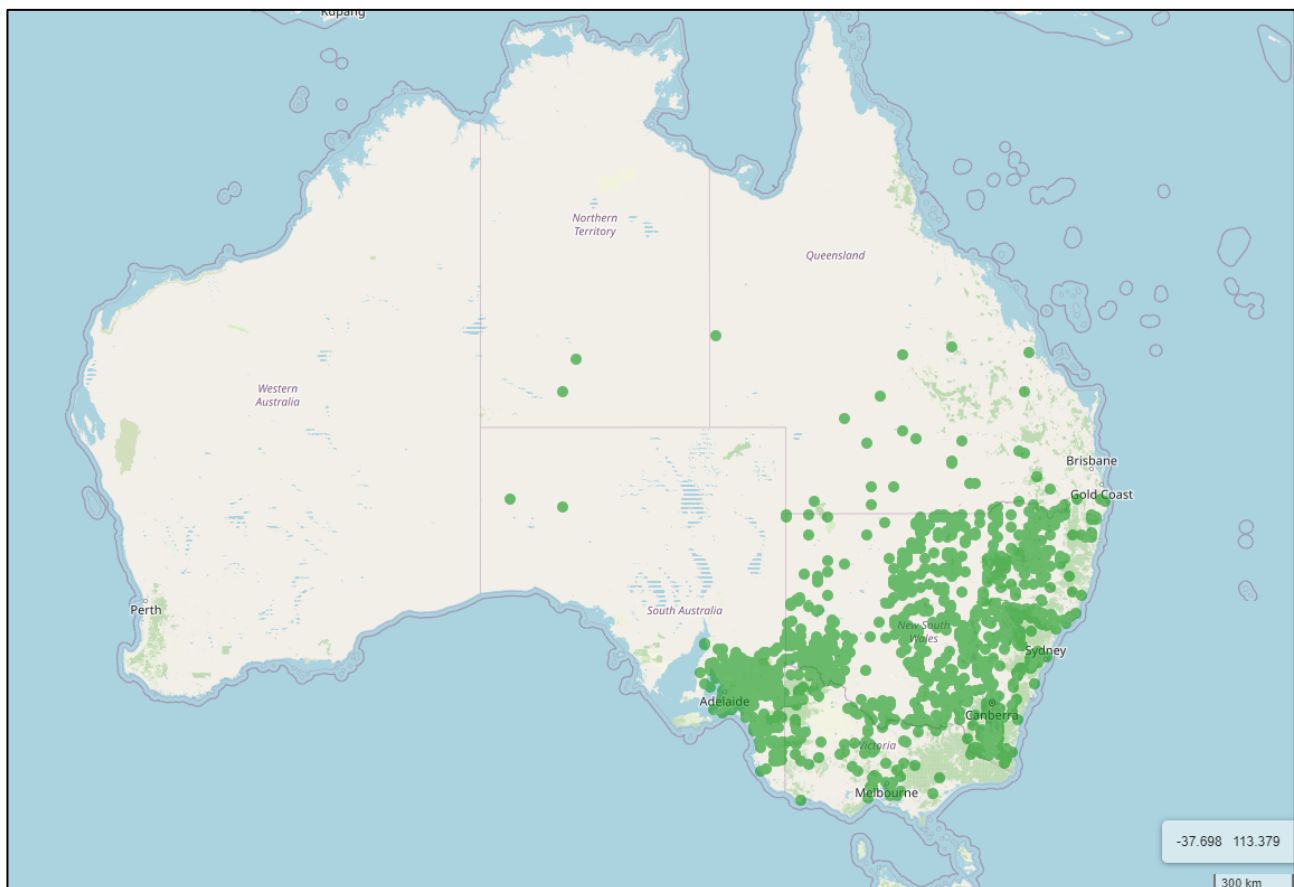 Kupang
Northern
Territory
Queensland
Western
Australia
Brisbane
Gold Coast
Perth
South Australia
New South
Wales
Sydney
Adelaide
Canberra
Victoria
Melbourne
-37.698 113.379
300 km